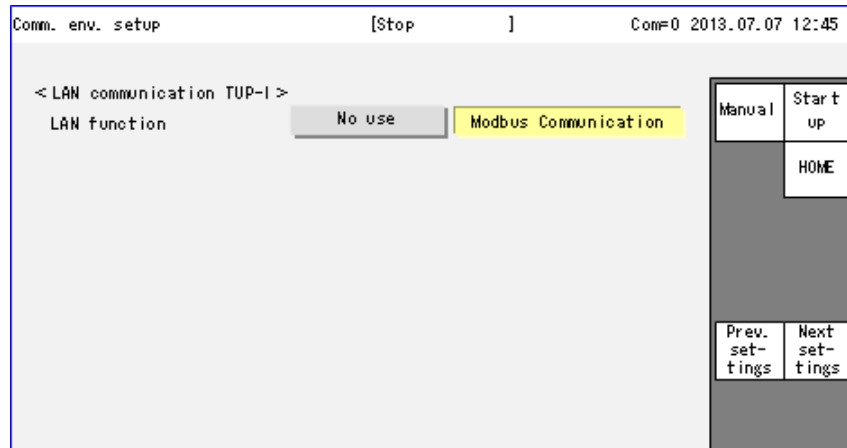 Comm. env. setup [Stop ] Com=0 2013.07.07 12:45
<LAN communication TUP-I>
LAN function No use Modbus Communication
Manual
Start
up
HOME
Prev.
set-
tings
Next
set-
tings